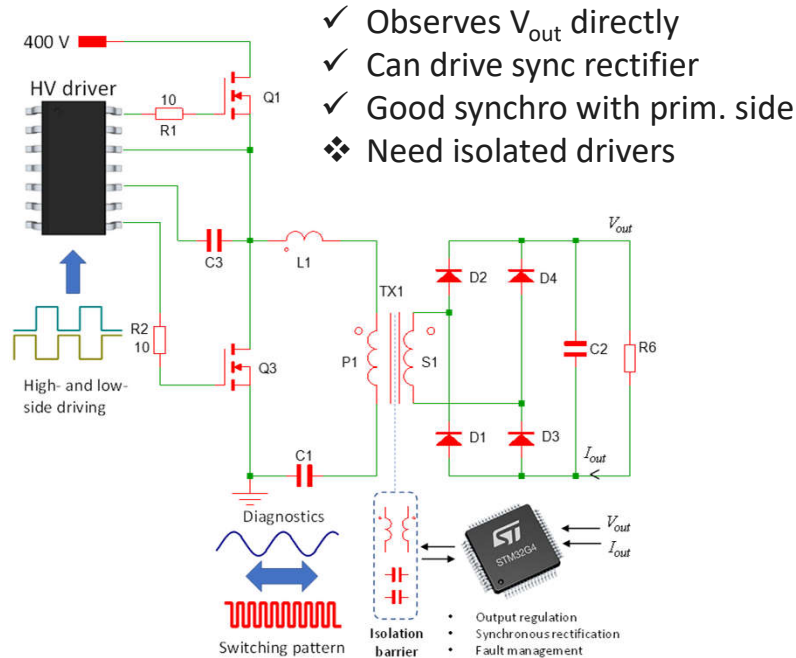 ✓ Observes Vout directly
✓ Can drive sync rectifier
✓ Good synchro with prim. side
❖ Need isolated drivers
400 V
HV driver
10
R1
Q1
C3
L1
Vout
TX1
D2
D4
R2
10
P1
S1
C2
R6
Q3
High- and low-
side driving
D1
D3
C1
Iout
Diagnostics
ST
STM32G4
Vout
Iout
Switching pattern
Isolation
barrier
• Output regulation
• Synchronous rectification
• Fault management